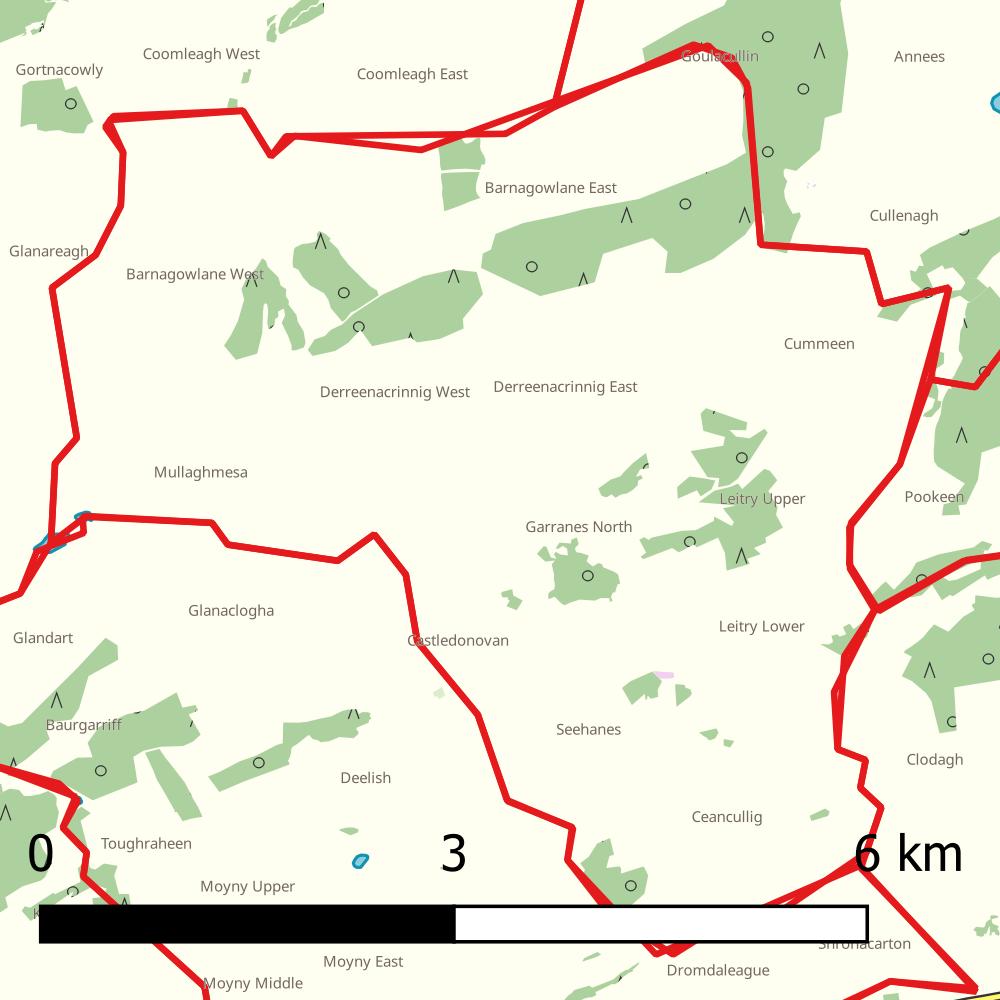 Coomleagh West
Goulacullin
Annees
Gortnacowly
Coomleagh East
Barnagowlane East
Cullenagh
Glanareagh
Barnagowlane West
Cummeen
Derreenacrinnig West
Derreenacrinnig East
Mullaghmesa
Leitry Upper
Pookeen
Garranes North
Glanaclogha
Leitry Lower
Glandart
Castledonovan
Baurgarriff
Seehanes
Clodagh
Deelish
Ceancullig
Toughraheen
0 3 6 km
Moyny Upper
Shronacarton
Moyny East
Dromdaleague
Moyny Middle